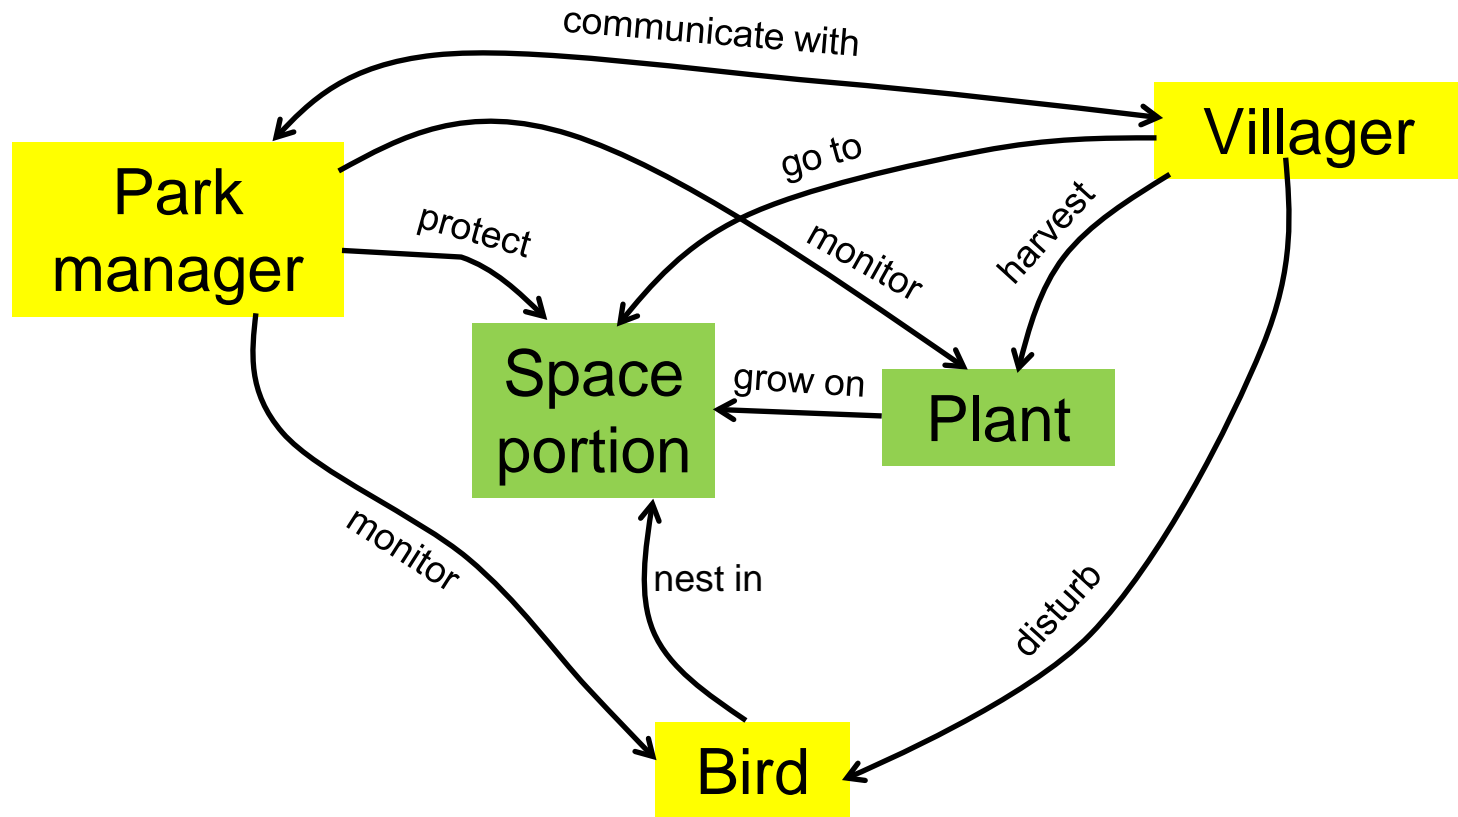 communicate with
Villager
go to
Park
manager
protect
harvest
monitor
Space
portion
grow on
Plant
monitor
nest in
disturb
Bird